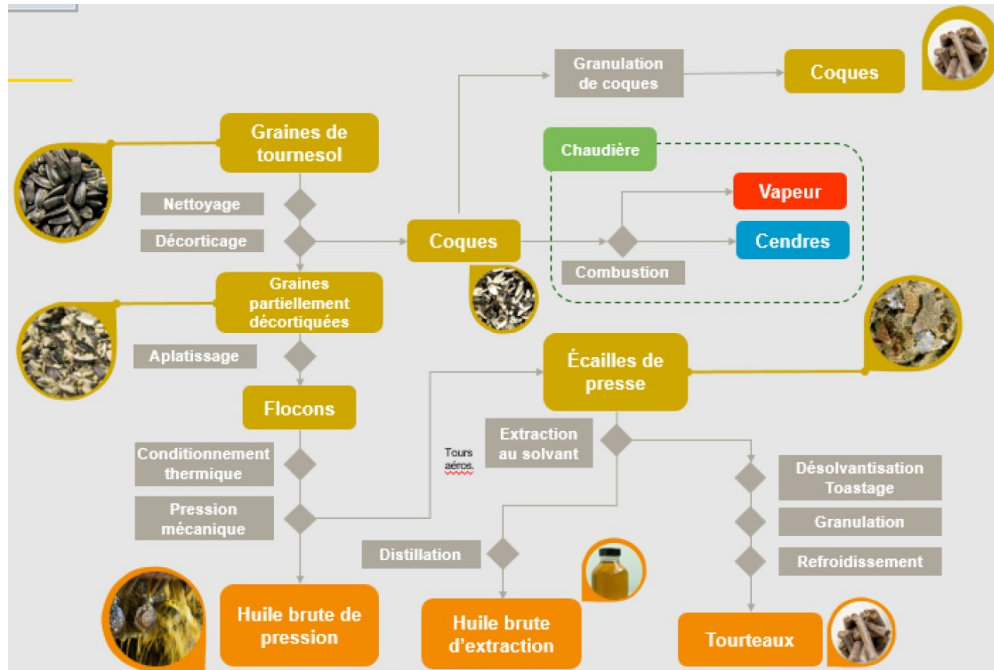 Granulation
de coques
Coques
Graines de
tournesol
Chaudière
Nettoyage
Vapeur
Décorticage
Coques
Cendres
Combustion
Graines
partiellement
décortiquées
Aplatissage
Écailles de
presse
Flocons
Extraction
au solvant
Conditionnement
thermique
Tours
aéros.
Désolvantisation
Toastage
Pression
mécanique
Granulation
Distillation
Refroidissement
Huile brute de
pression
Huile brute
d'extraction
Tourteaux